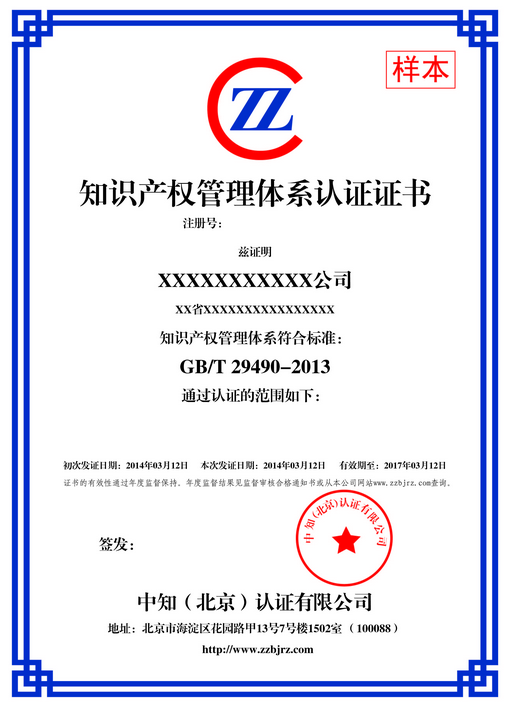 样本
ZZ
知识产权管理体系认证证书
注册号：
兹证明
XXXXXXXXXXX公司
XX省XXXXXXXXXXXXXXXX
知识产权管理体系符合标准：
GB/T 29490-2013
通过认证的范围如下：
初次发证日期：2014年03月12日 本次发证日期：2014年03月12日 有效期至：2017年03月12日
证书的有效性通过年度监督保持。年度监督结果见监督审核合格通知书或从本公司网站www.zzbjrz.com查询。
中知(北京)认证有限公司
签发：
中知（北京）认证有限公司
地址：北京市海淀区花园路甲13号7号楼1502室（100088）
http://www.zzbjrz.com